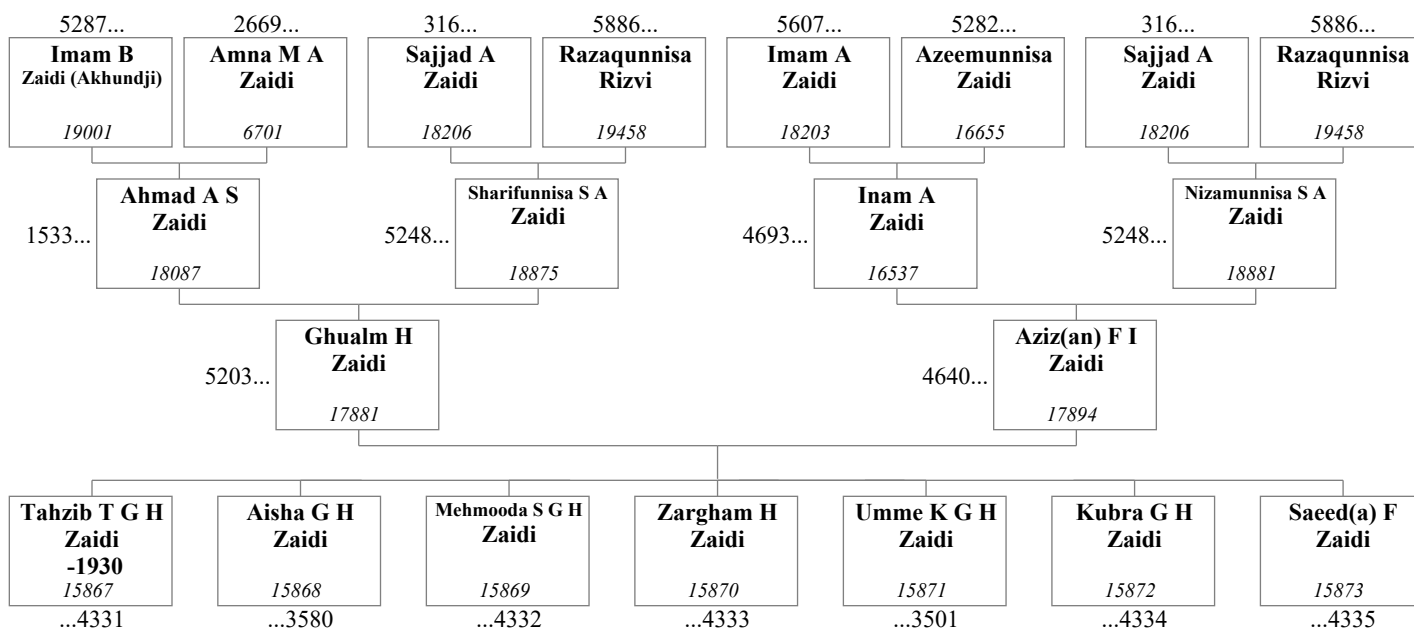 5287... 2669... 316... 5886... 5607... 5282... 316... 5886...
Imam B Amna M A Sajjad A Razaqunnisa Imam A Azeemunnisa Sajjad A Razaqunnisa
Zaidi (Akhundji) Zaidi Zaidi Rizvi Zaidi Zaidi Zaidi Rizvi
19001 6701 18206 19458 18203 16655 18206 19458
Ahmad A S Sharifunnisa S A Inam A Nizamunnisa S A
Zaidi Zaidi Zaidi Zaidi
1533... 5248... 4693... 5248...
18087 18875 16537 18881
Ghualm H Aziz(an) F I
Zaidi Zaidi
5203... 4640...
17881 17894
Tahzib T G H Aisha G H Mehmooda S G H Zargham H Umme K G H Kubra G H Saeed(a) F
Zaidi Zaidi Zaidi Zaidi Zaidi Zaidi Zaidi
-1930
15867 15868 15869 15870 15871 15872 15873
...4331 ...3580 ...4332 ...4333 ...3501 ...4334 ...4335